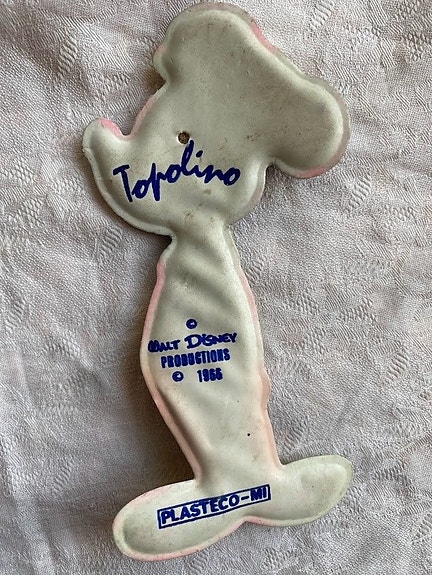 Topolino
©
WALT DISNEY
PRODUCTIONS
© 1966
PLASTECO-MI